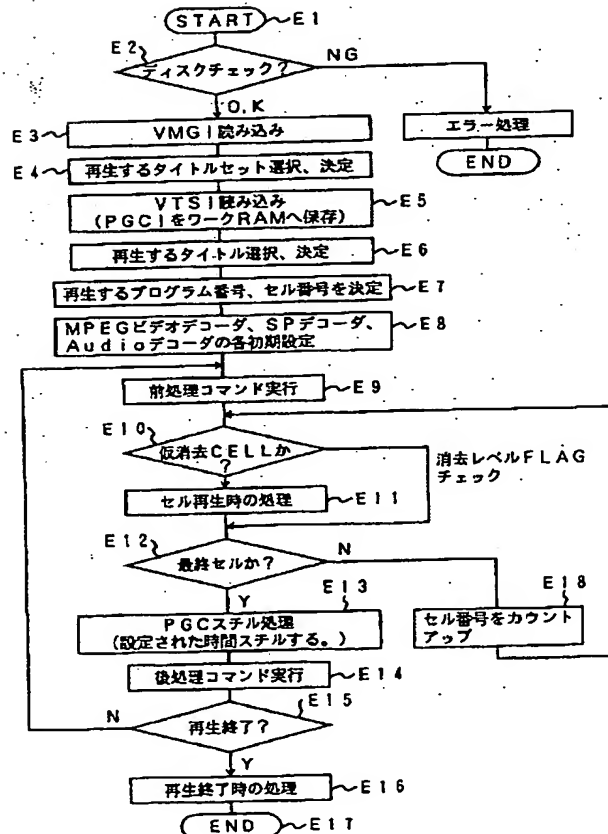 START E1
E2 ディスクチェック? NG
O,K
E3 VMGI読み込み エラー処理
E4 再生するタイトルセット選択、決定 END
VTSI読み込み E5
(PGCIをワークRAMへ保存)
再生するタイトル選択、決定 E6
再生するプログラム番号、セル番号を決定 E7
MPEGビデオデコーダ、SPデコーダ、 E8
Audioデコーダの各初期設定
前処理コマンド実行 E9
E10 仮消去CELLか
?
消去レベルFLAG
チェック
セル再生時の処理 E11
E12 最終セルか? N
Y E13 E18
PGCスチル処理
(設定された時間スチルする。)
セル番号をカウント
アップ
後処理コマンド実行 E14
N 再生終了? E15
Y
再生終了時の処理 E16
END E17